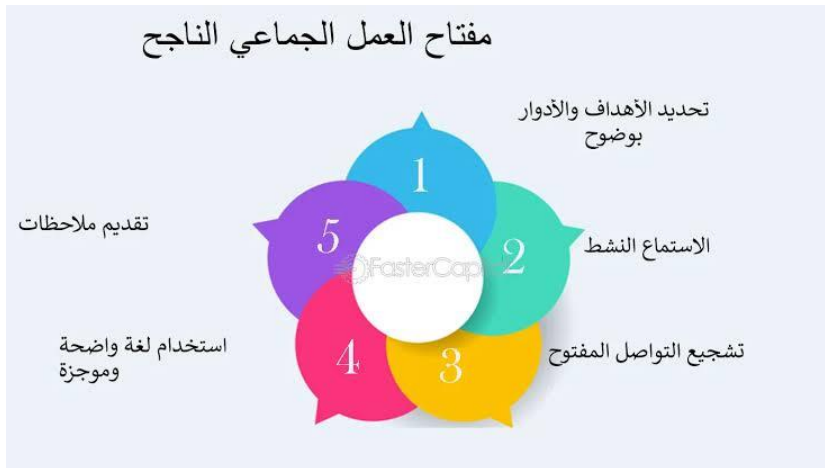 مفتاح العمل الجماعي الناجح
1
تحديد الأهداف والأدوار
بوضوح
2
الاستماع النشط
3
تشجيع التواصل المفتوح
4
استخدام لغة واضحة
وموجزة
5
تقديم ملاحظات
FasterCapital